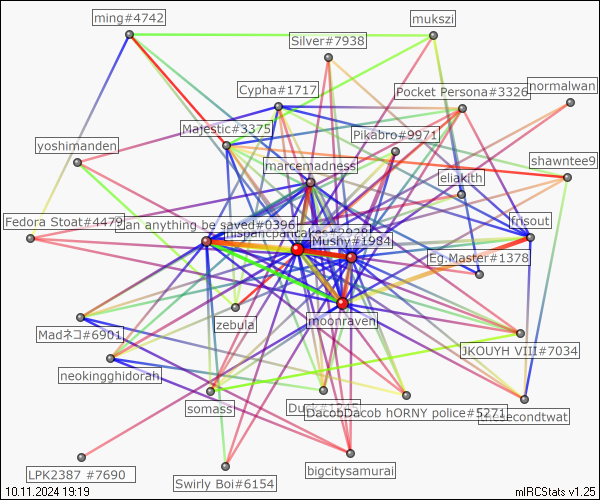 ming#4742
mukszi
Silver#7938
Cypha#1717
Pocket Persona#3326
normalwan
Majestic#3375
Pikabro#9971
yoshimanden
marcemadness
eliakith
shawntee9
Fedora Stoat#4479
an anything be saved#0396
frisout
Mushy#1984
Eg.Master#1378
zebula
moonraven
Madネコ#6901
JKOUYH VIII#7034
neokingghidorah
somass
DacobDacob hORNY police#5271
thesecondtwat
LPK2387 #7690
Swirly Boi#6154
bigcitysamurai
10.11.2024 19:19
mIRCStats v1.25